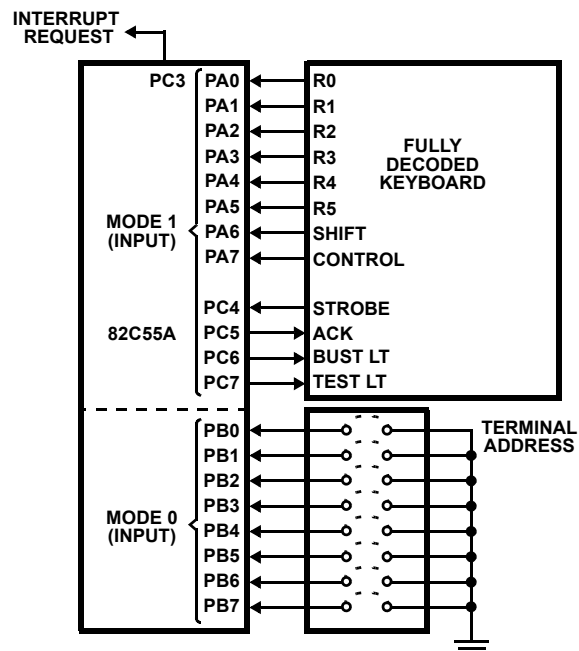 INTERRUPT
REQUEST
PC3 PA0 R0
PA1 R1
PA2 R2
PA3 R3
PA4 R4
PA5 R5
PA6 SHIFT
PA7 CONTROL
MODE 1
(INPUT)
FULLY
DECODED
KEYBOARD
PC4 STROBE
82C55A PC5 ACK
PC6 BUST LT
PC7 TEST LT
PB0
PB1
PB2
PB3
PB4
PB5
PB6
PB7
MODE 0
(INPUT)
TERMINAL
ADDRESS